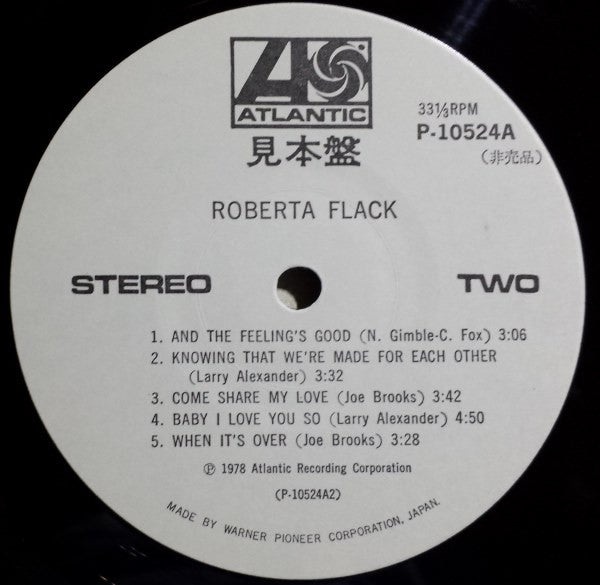 ATLANTIC
見本盤
33⅓RPM
P-10524A
(非売品)
ROBERTA FLACK
STEREO
TWO
1. AND THE FEELING'S GOOD (N. Gimble-C. Fox) 3:06
2. KNOWING THAT WE'RE MADE FOR EACH OTHER
(Larry Alexander) 3:32
3. COME SHARE MY LOVE (Joe Brooks) 3:42
4. BABY I LOVE YOU SO (Larry Alexander) 4:50
5. WHEN IT'S OVER (Joe Brooks) 3:28
℗ 1978 Atlantic Recording Corporation
(P-10524A2)
MADE BY WARNER PIONEER CORPORATION, JAPAN.